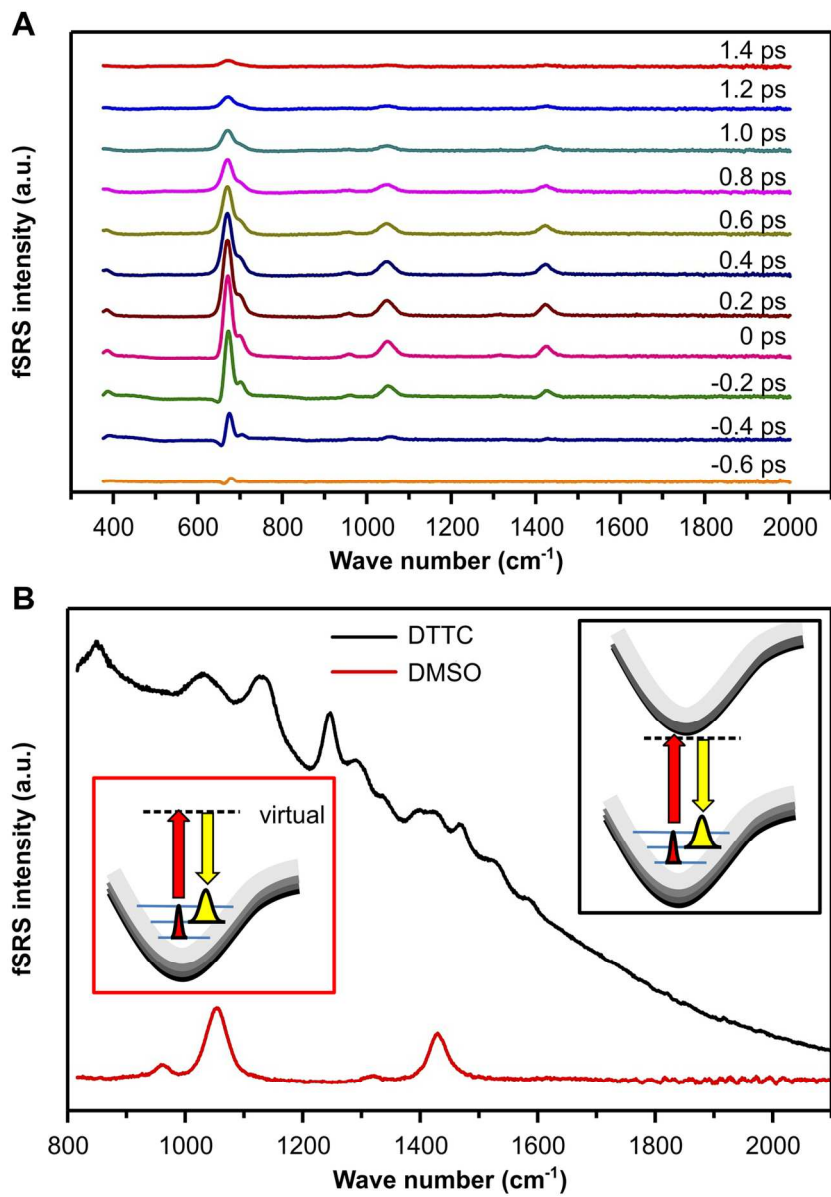 A
1.4 ps
1.2 ps
1.0 ps
0.8 ps
0.6 ps
0.4 ps
0.2 ps
0 ps
-0.2 ps
-0.4 ps
-0.6 ps
fSRS intensity (a.u.)
400 600 800 1000 1200 1400 1600 1800 2000
Wave number (cm⁻¹)
B
DTTC
DMSO
virtual
fSRS intensity (a.u.)
800 1000 1200 1400 1600 1800 2000
Wave number (cm⁻¹)